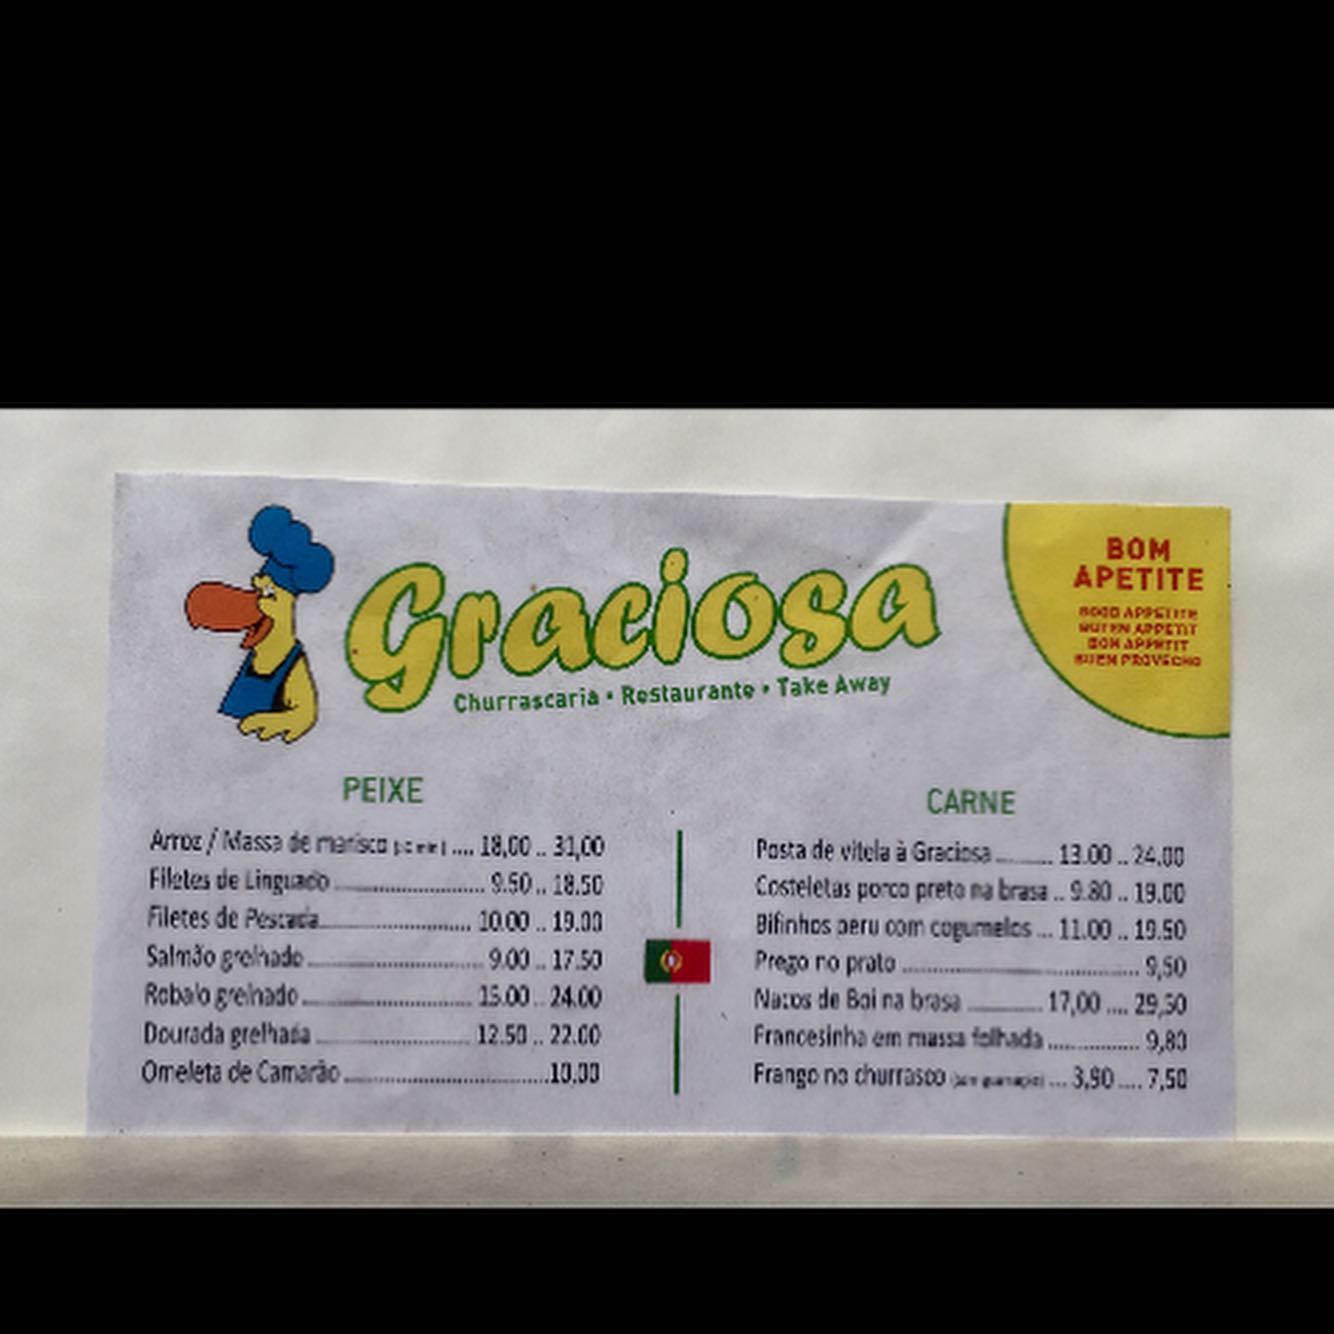 Graciosa
Churrascaria • Restaurante • Take Away
BOM
APETITE
GOOD APPETITE
GUTEN APPETIT
BON APPETIT
BUEN PROVECHO
PEIXE
Arroz / Massa de marisco .... 18,00 .. 31,00
Filetes de Linguado .......................... 9.50 .. 18.50
Filetes de Pescada .......................... 10.00 .. 19.00
Salmão grelhado .............................. 9.00 .. 17.50
Robalo grelhado ............................. 15.00 .. 24.00
Dourada grelhada ........................... 12.50 .. 22.00
Omeleta de Camarão ...................................10,00
CARNE
Posta de vitela à Graciosa .......... 13.00 .. 24,00
Costeletas porco preto na brasa .. 9.80 .. 19.00
Bifinhos peru com cogumelos ... 11.00 .. 19.50
Prego no prato ......................................... 9,50
Nacos de Boi na brasa ............. 17,00 .... 29,50
Francesinha em massa folhada ................ 9,80
Frango no churrasco ... 3,90 .... 7,50